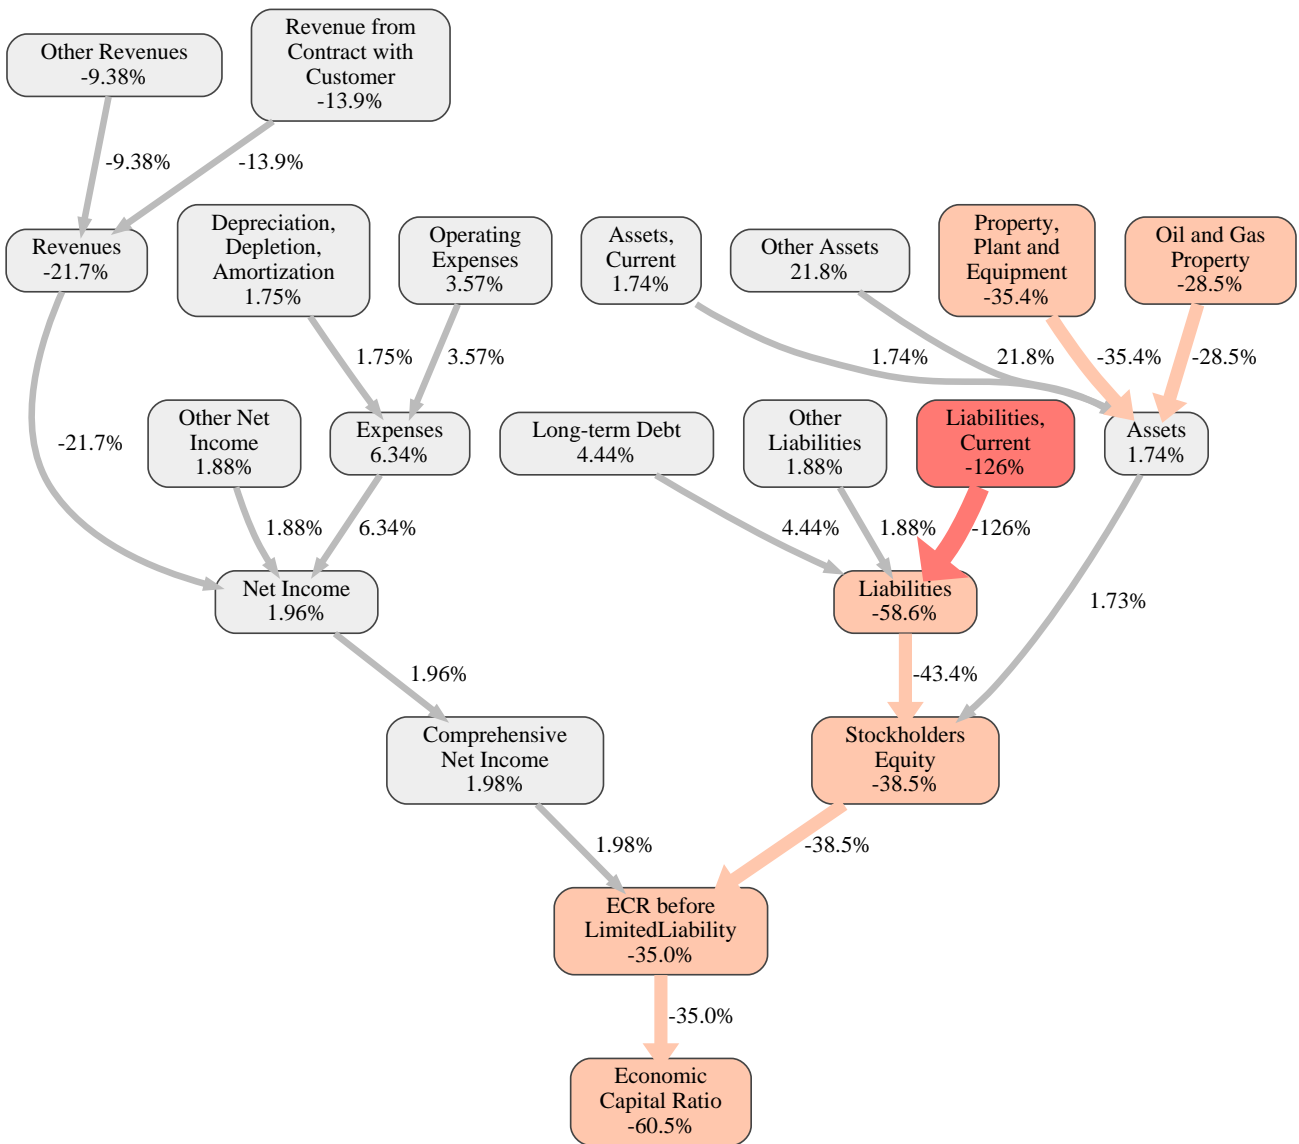 Other Revenues
-9.38%
Revenue from
Contract with
Customer
-13.9%
-9.38%
-13.9%
Revenues
-21.7%
Depreciation,
Depletion,
Amortization
1.75%
Operating
Expenses
3.57%
Assets,
Current
1.74%
Other Assets
21.8%
Property,
Plant and
Equipment
-35.4%
Oil and Gas
Property
-28.5%
1.75%
3.57%
1.74%
21.8%
-35.4%
-28.5%
-21.7%
Other Net
Income
1.88%
Expenses
6.34%
Long-term Debt
4.44%
Other
Liabilities
1.88%
Liabilities,
Current
-126%
Assets
1.74%
1.88%
6.34%
4.44%
1.88%
-126%
Net Income
1.96%
Liabilities
-58.6%
1.73%
1.96%
-43.4%
Comprehensive
Net Income
1.98%
Stockholders
Equity
-38.5%
1.98%
-38.5%
ECR before
LimitedLiability
-35.0%
-35.0%
Economic
Capital Ratio
-60.5%